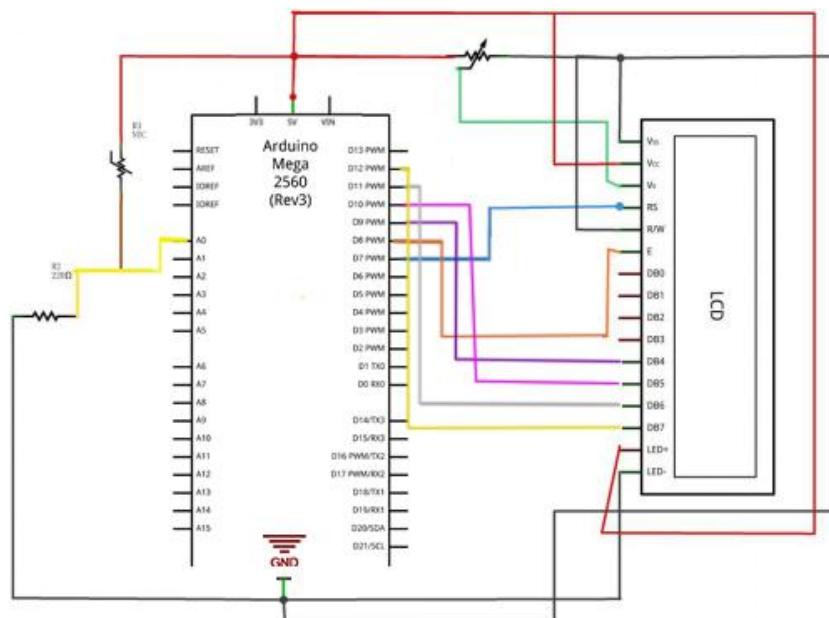 3V3
5V
VIN
Arduino
Mega
2560
(Rev3)
RESET
AREF
IOREF
IOREF
A0
A1
A2
A3
A4
A5
A6
A7
A8
A9
A10
A11
A12
A13
A14
A15
D13 PWM
D12 PWM
D11 PWM
D10 PWM
D9 PWM
D8 PWM
D7 PWM
D6 PWM
D5 PWM
D4 PWM
D3 PWM
D2 PWM
D1 TX0
D0 RX0
D14/TX3
D15/RX3
D16 PWM/TX2
D17 PWM/RX2
D18/TX1
D19/RX1
D20/SDA
D21/SCL
GND
R2
220Ω
Vss
Vcc
V0
RS
R/W
E
DB0
DB1
DB2
DB3
DB4
DB5
DB6
DB7
LED+
LED-
LCD